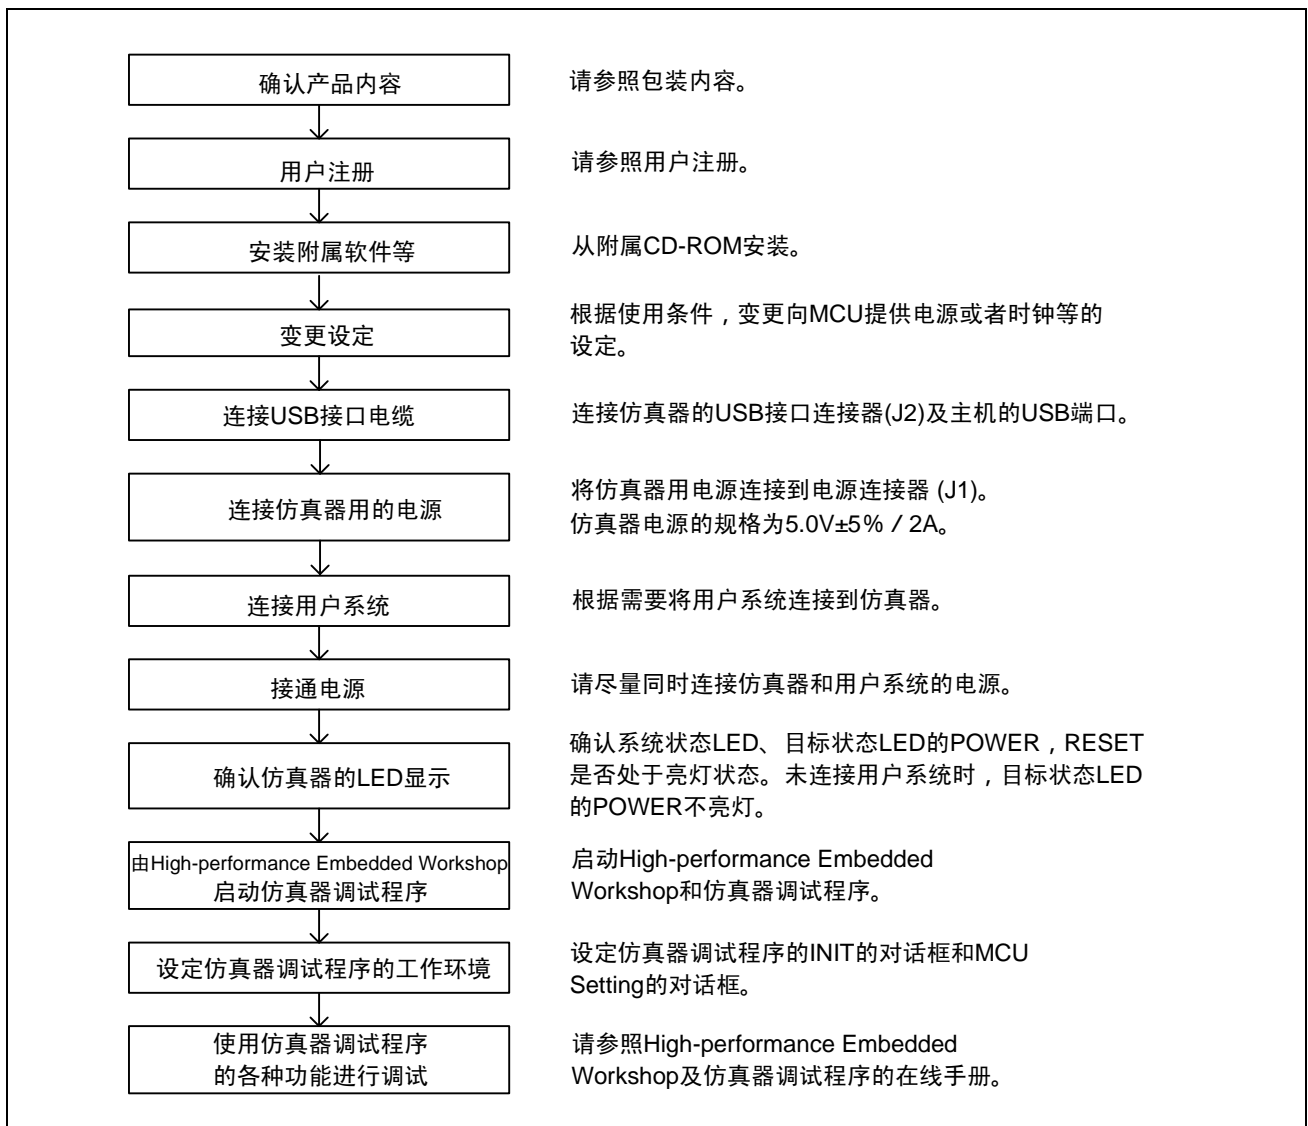 确认产品内容
请参照包装内容。
用户注册
请参照用户注册。
安装附属软件等
从附属CD-ROM安装。
变更设定
根据使用条件，变更向MCU提供电源或者时钟等的
设定。
连接USB接口电缆
连接仿真器的USB接口连接器(J2)及主机的USB端口。
连接仿真器用的电源
将仿真器用电源连接到电源连接器 (J1)。
仿真器电源的规格为5.0V±5%／2A。
连接用户系统
根据需要将用户系统连接到仿真器。
接通电源
请尽量同时连接仿真器和用户系统的电源。
确认仿真器的LED显示
确认系统状态LED、目标状态LED的POWER，RESET
是否处于亮灯状态。未连接用户系统时，目标状态LED
的POWER不亮灯。
由High-performance Embedded Workshop
启动仿真器调试程序
启动High-performance Embedded
Workshop和仿真器调试程序。
设定仿真器调试程序的工作环境
设定仿真器调试程序的INIT的对话框和MCU
Setting的对话框。
使用仿真器调试程序
的各种功能进行调试
请参照High-performance Embedded
Workshop及仿真器调试程序的在线手册。